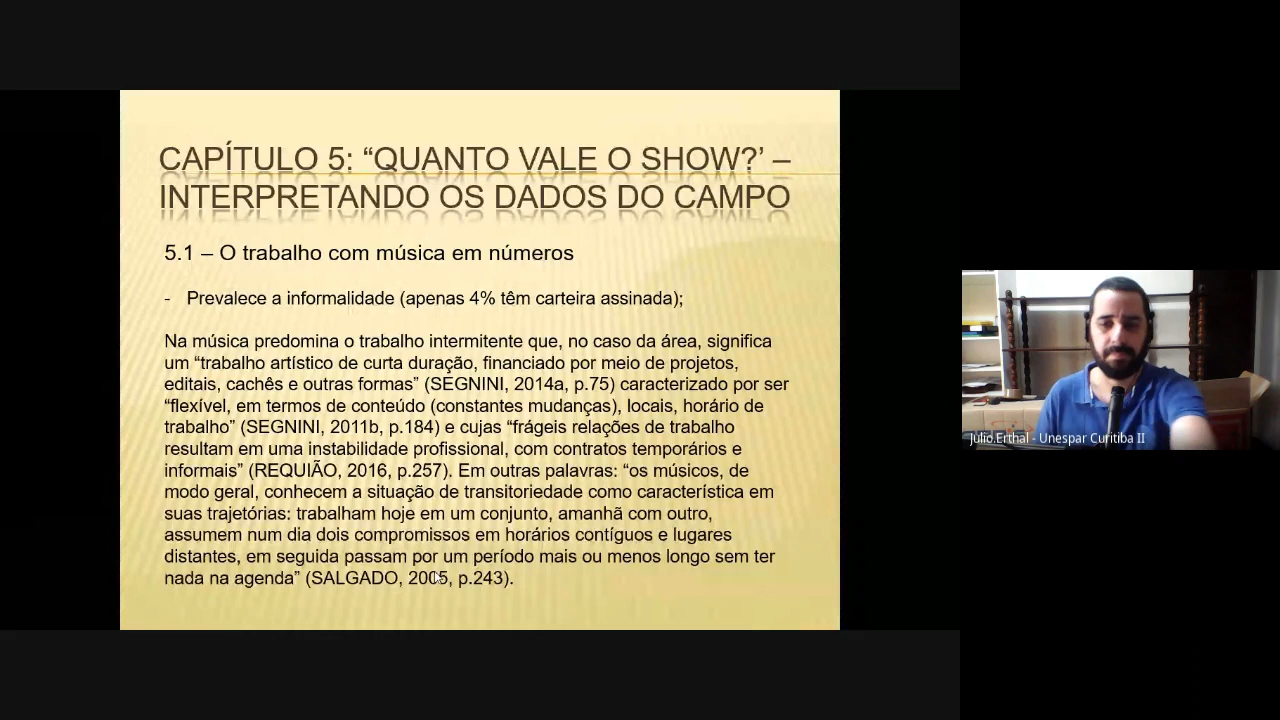 CAPÍTULO 5: “QUANTO VALE O SHOW?’ –
INTERPRETANDO OS DADOS DO CAMPO
5.1 – O trabalho com música em números
- Prevalece a informalidade (apenas 4% têm carteira assinada);
Na música predomina o trabalho intermitente que, no caso da área, significa
um “trabalho artístico de curta duração, financiado por meio de projetos,
editais, cachês e outras formas” (SEGNINI, 2014a, p.75) caracterizado por ser
“flexível, em termos de conteúdo (constantes mudanças), locais, horário de
trabalho” (SEGNINI, 2011b, p.184) e cujas “frágeis relações de trabalho
resultam em uma instabilidade profissional, com contratos temporários e
informais” (REQUIÃO, 2016, p.257). Em outras palavras: “os músicos, de
modo geral, conhecem a situação de transitoriedade como característica em
suas trajetórias: trabalham hoje em um conjunto, amanhã com outro,
assumem num dia dois compromissos em horários contíguos e lugares
distantes, em seguida passam por um período mais ou menos longo sem ter
nada na agenda” (SALGADO, 2005, p.243).
Julio.Erthal - Unespar Curitiba II